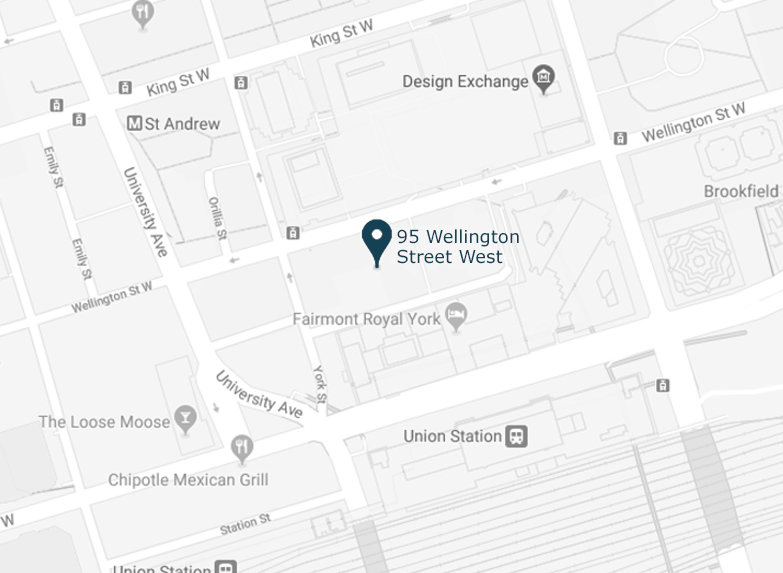 King St W
King St W
Design Exchange
M St Andrew
Wellington St W
Emily St
University Ave
Orillia St
Brookfield
95 Wellington
Street West
Emily St
Wellington St W
Fairmont Royal York
York St
University Ave
The Loose Moose
Union Station
Chipotle Mexican Grill
W
Station St
Union Station